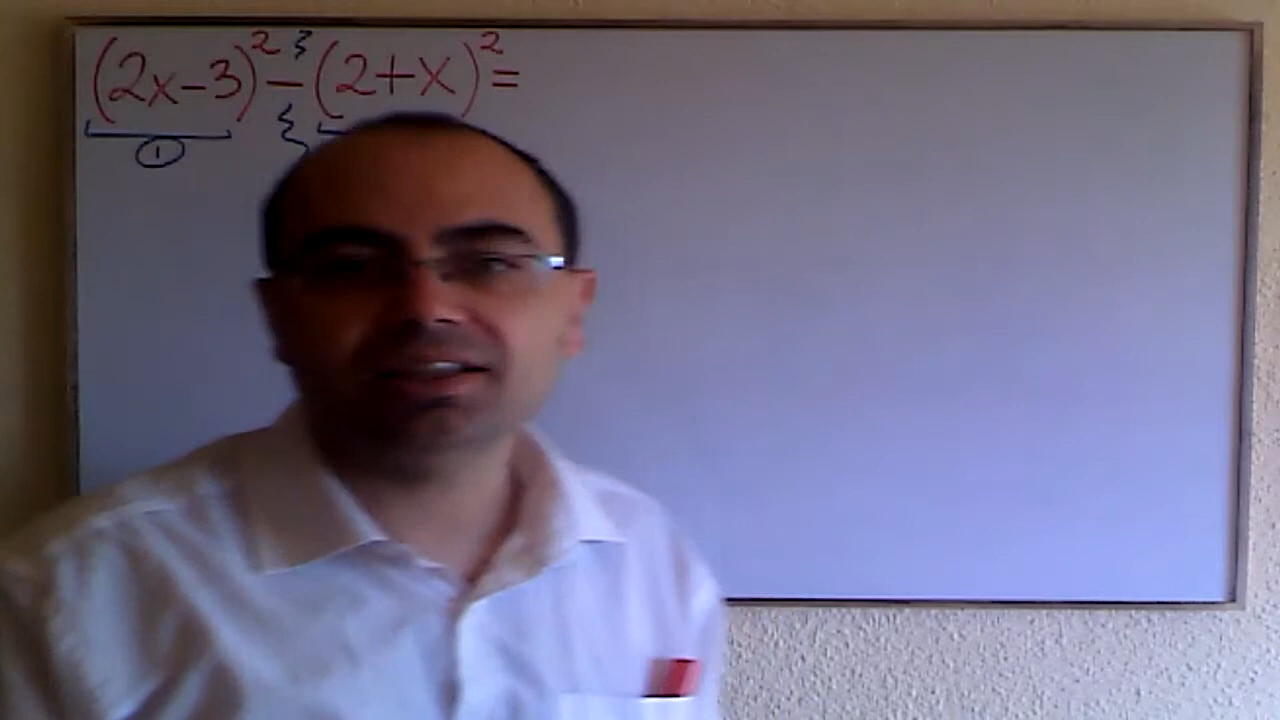 (2x-3)² - (2+x)² =
①